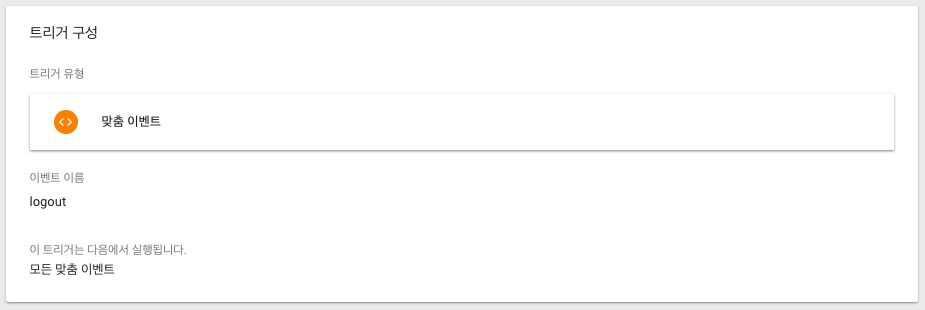 트리거 구성
트리거 유형
맞춤 이벤트
이벤트 이름
logout
이 트리거는 다음에서 실행됩니다.
모든 맞춤 이벤트